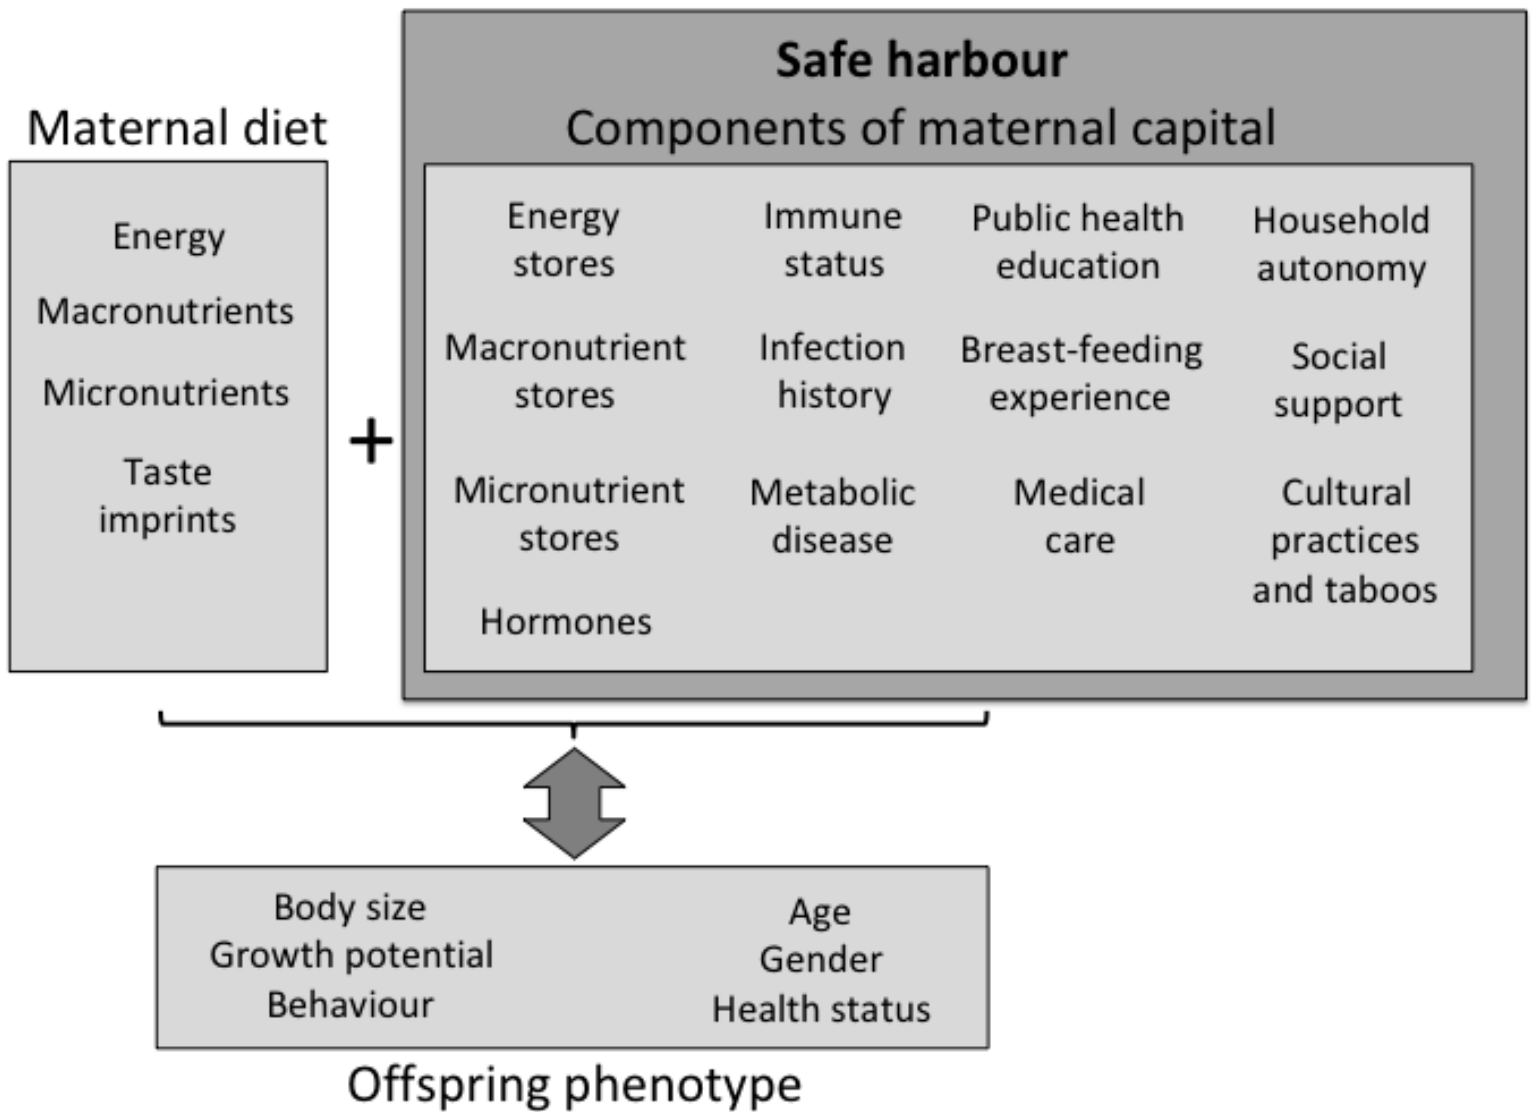 Safe harbour
Components of maternal capital
Maternal diet
Energy
Macronutrients
Micronutrients
Taste
imprints
+
Energy
stores
Macronutrient
stores
Micronutrient
stores
Hormones
Immune
status
Infection
history
Metabolic
disease
Public health
education
Breast-feeding
experience
Medical
care
Household
autonomy
Social
support
Cultural
practices
and taboos
Body size
Growth potential
Behaviour
Age
Gender
Health status
Offspring phenotype